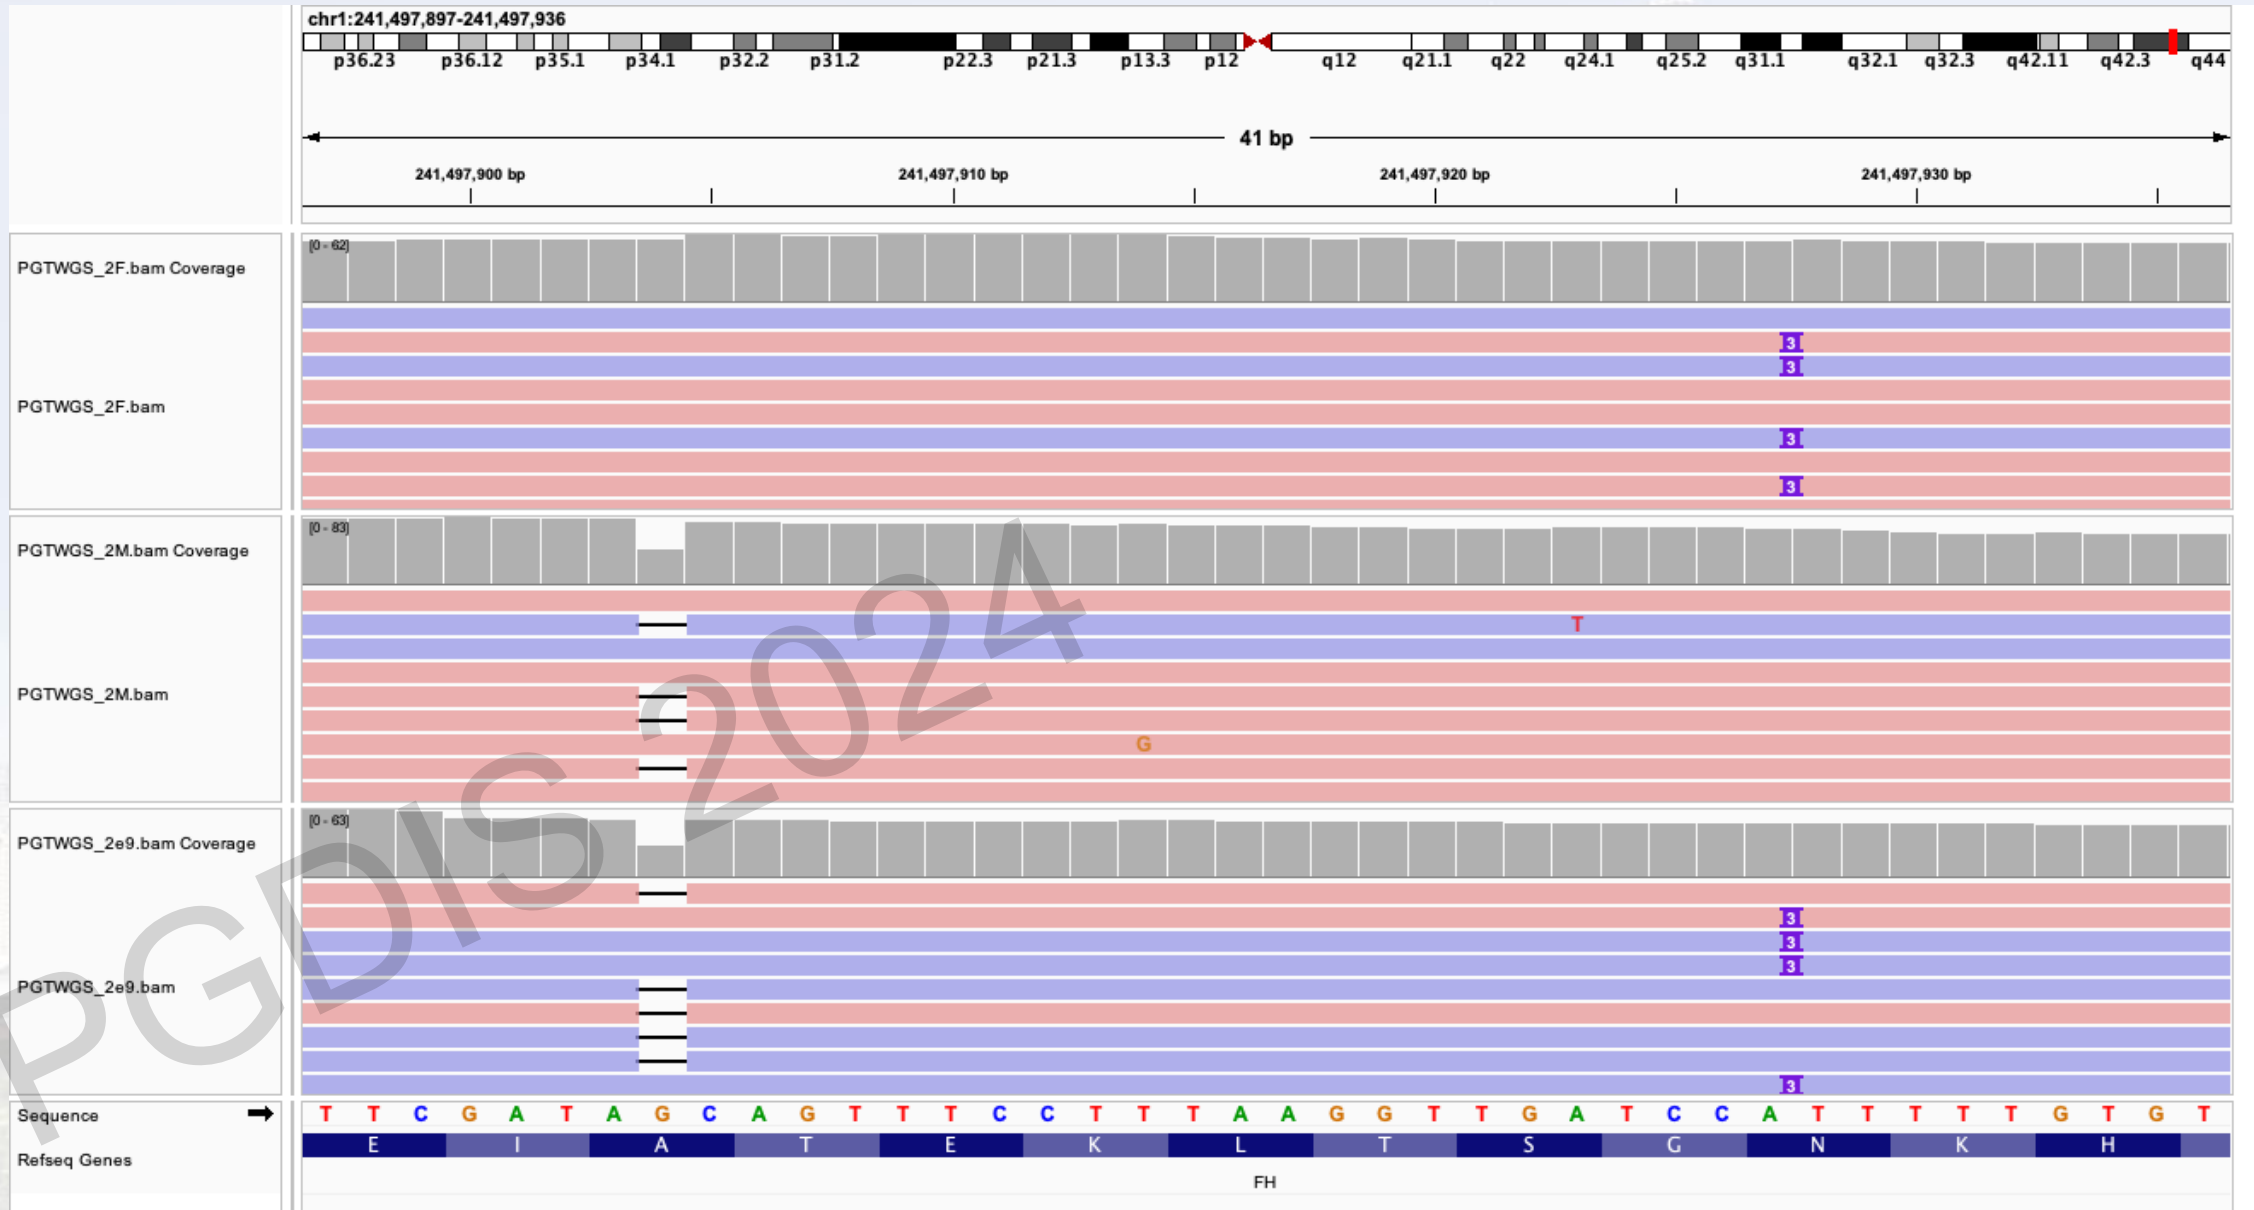 chr1:241,497,897-241,497,936
p36.23 p36.12 p35.1 p34.1 p32.2 p31.2 p22.3 p21.3 p13.3 p12 q12 q21.1 q22 q24.1 q25.2 q31.1 q32.1 q32.3 q42.11 q42.3 q44
41 bp
241,497,900 bp 241,497,910 bp 241,497,920 bp 241,497,930 bp
[0 - 62]
PGTWGS_2F.bam Coverage
3
3
PGTWGS_2F.bam
3
3
[0 - 83]
PGTWGS_2M.bam Coverage
T
PGTWGS_2M.bam
G
[0 - 63]
PGTWGS_2e9.bam Coverage
3
3
3
PGTWGS_2e9.bam
3
PGDIS 2024
Sequence T T C G A T A G C A G T T T C C T T T A A G G T T G A T C C A T T T T T G T G T
Refseq Genes E I A T E K L T S G N K H
FH